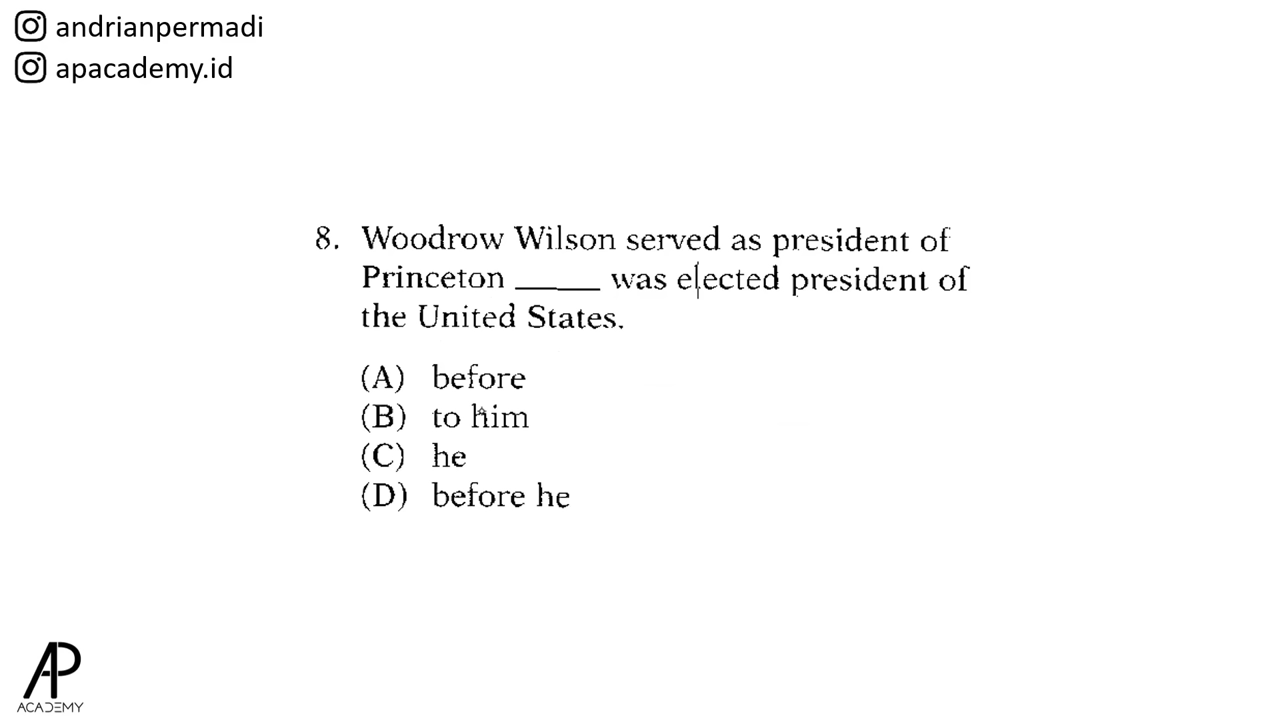 andrianpermadi
apacademy.id
8. Woodrow Wilson served as president of
Princeton _____ was elected president of
the United States.
(A) before
(B) to him
(C) he
(D) before he
AP
ACADEMY